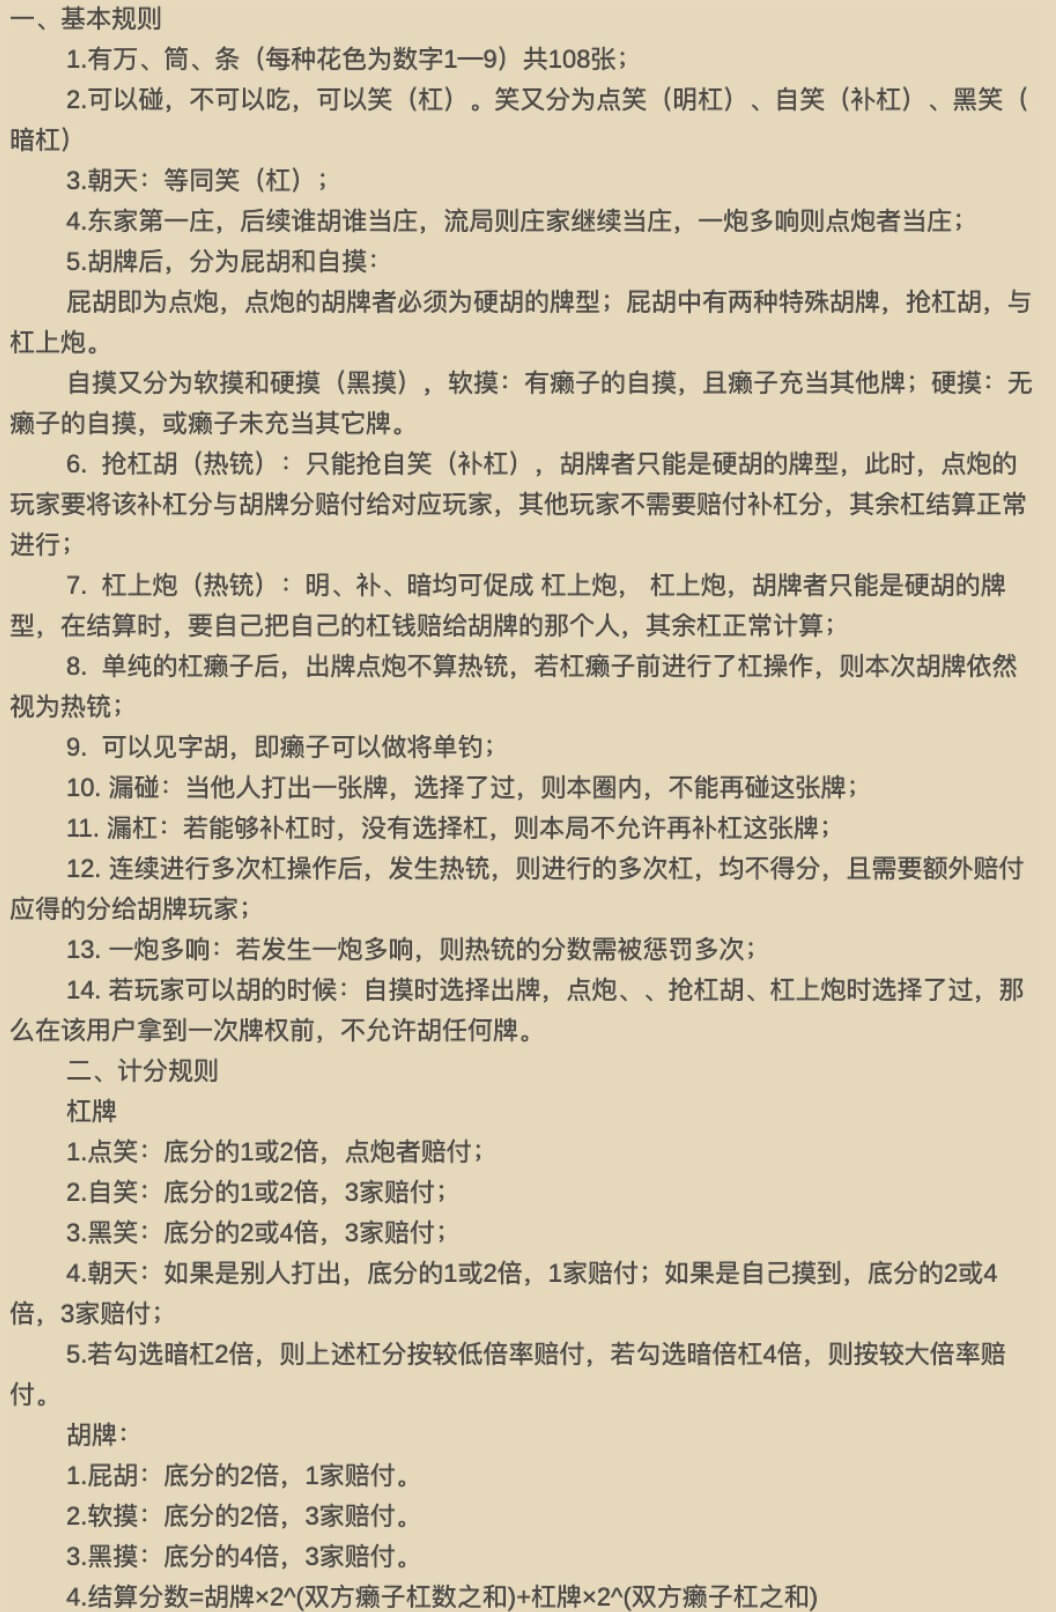 一、基本规则
1.有万、筒、条（每种花色为数字1—9）共108张；
2.可以碰，不可以吃，可以笑（杠）。笑又分为点笑（明杠）、自笑（补杠）、黑笑（
暗杠）
3.朝天：等同笑（杠）；
4.东家第一庄，后续谁胡谁当庄，流局则庄家继续当庄，一炮多响则点炮者当庄；
5.胡牌后，分为屁胡和自摸：
屁胡即为点炮，点炮的胡牌者必须为硬胡的牌型；屁胡中有两种特殊胡牌，抢杠胡，与
杠上炮。
自摸又分为软摸和硬摸（黑摸），软摸：有癞子的自摸，且癞子充当其他牌；硬摸：无
癞子的自摸，或癞子未充当其它牌。
6. 抢杠胡（热铳）：只能抢自笑（补杠），胡牌者只能是硬胡的牌型，此时，点炮的
玩家要将该补杠分与胡牌分赔付给对应玩家，其他玩家不需要赔付补杠分，其余杠结算正常
进行；
7. 杠上炮（热铳）：明、补、暗均可促成 杠上炮， 杠上炮，胡牌者只能是硬胡的牌
型，在结算时，要自己把自己的杠钱赔给胡牌的那个人，其余杠正常计算；
8. 单纯的杠癞子后，出牌点炮不算热铳，若杠癞子前进行了杠操作，则本次胡牌依然
视为热铳；
9. 可以见字胡，即癞子可以做将单钓；
10. 漏碰：当他人打出一张牌，选择了过，则本圈内，不能再碰这张牌；
11. 漏杠：若能够补杠时，没有选择杠，则本局不允许再补杠这张牌；
12. 连续进行多次杠操作后，发生热铳，则进行的多次杠，均不得分，且需要额外赔付
应得的分给胡牌玩家；
13. 一炮多响：若发生一炮多响，则热铳的分数需被惩罚多次；
14. 若玩家可以胡的时候：自摸时选择出牌，点炮、、抢杠胡、杠上炮时选择了过，那
么在该用户拿到一次牌权前，不允许胡任何牌。
二、计分规则
杠牌
1.点笑：底分的1或2倍，点炮者赔付；
2.自笑：底分的1或2倍，3家赔付；
3.黑笑：底分的2或4倍，3家赔付；
4.朝天：如果是别人打出，底分的1或2倍，1家赔付；如果是自己摸到，底分的2或4
倍，3家赔付；
5.若勾选暗杠2倍，则上述杠分按较低倍率赔付，若勾选暗倍杠4倍，则按较大倍率赔
付。
胡牌：
1.屁胡：底分的2倍，1家赔付。
2.软摸：底分的2倍，3家赔付。
3.黑摸：底分的4倍，3家赔付。
4.结算分数=胡牌×2^(双方癞子杠数之和)+杠牌×2^(双方癞子杠之和)